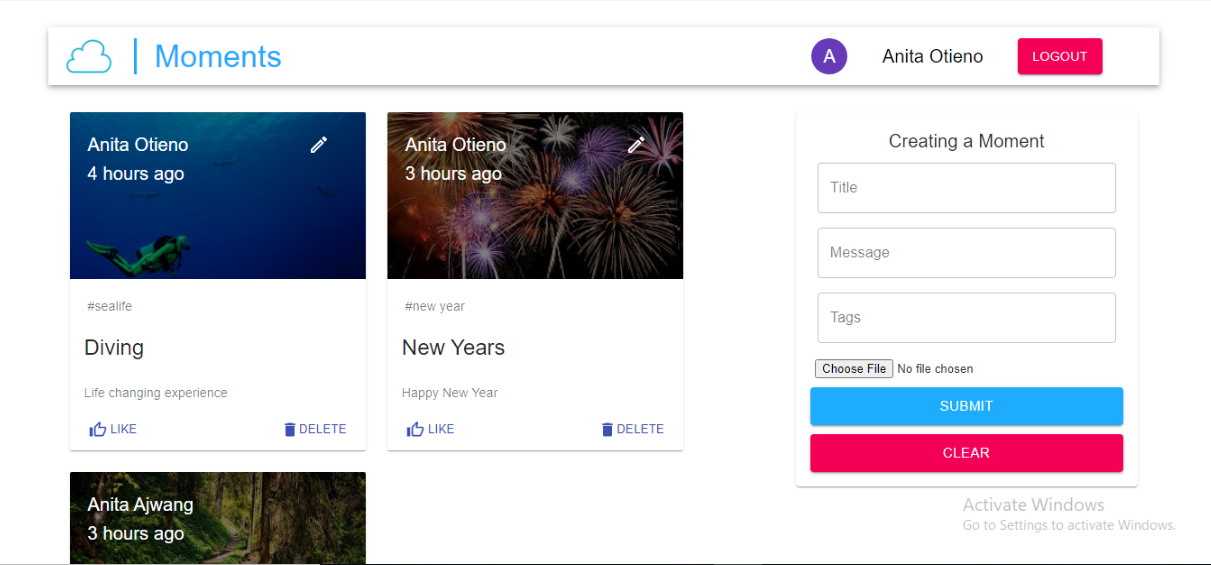 Moments
A
Anita Otieno
LOGOUT
Anita Otieno
4 hours ago
#sealife
Diving
Life changing experience
LIKE
DELETE
Anita Otieno
3 hours ago
#new year
New Years
Happy New Year
LIKE
DELETE
Anita Ajwang
3 hours ago
Creating a Moment
Title
Message
Tags
Choose File No file chosen
SUBMIT
CLEAR
Activate Windows
Go to Settings to activate Windows.